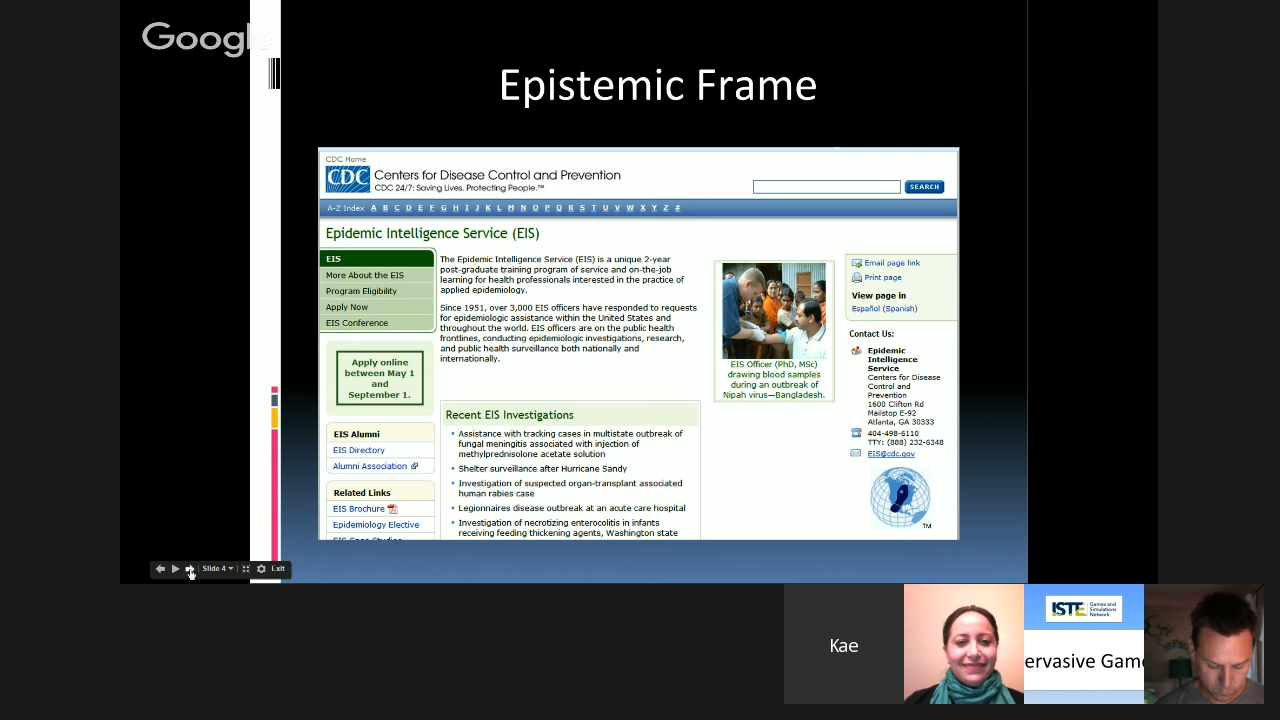 Google
Epistemic Frame
CDC Home
CDC
Centers for Disease Control and Prevention
CDC 24/7: Saving Lives. Protecting People.™
SEARCH
A-Z Index A B C D E F G H I J K L M N O P Q R S T U V W X Y Z #
Epidemic Intelligence Service (EIS)
EIS
More About the EIS
Program Eligibility
Apply Now
EIS Conference
Apply online
between May 1
and
September 1.
EIS Alumni
EIS Directory
Alumni Association
Related Links
EIS Brochure
Epidemiology Elective
EIS Case Studies
The Epidemic Intelligence Service (EIS) is a unique 2-year
post-graduate training program of service and on-the-job
learning for health professionals interested in the practice of
applied epidemiology.
Since 1951, over 3,000 EIS officers have responded to requests
for epidemiologic assistance within the United States and
throughout the world. EIS officers are on the public health
frontlines, conducting epidemiologic investigations, research,
and public health surveillance both nationally and
internationally.
Recent EIS Investigations
• Assistance with tracking cases in multistate outbreak of
fungal meningitis associated with injection of
methylprednisolone acetate solution
• Shelter surveillance after Hurricane Sandy
• Investigation of suspected organ-transplant associated
human rabies case
• Legionnaires disease outbreak at an acute care hospital
• Investigation of necrotizing enterocolitis in infants
receiving feeding thickening agents, Washington state
EIS Officer (PhD, MSc)
drawing blood samples
during an outbreak of
Nipah virus—Bangladesh.
Email page link
Print page
View page in
Español (Spanish)
Contact Us:
Epidemic
Intelligence
Service
Centers for Disease
Control and
Prevention
1600 Clifton Rd
Mailstop E-92
Atlanta, GA 30333
404-498-6110
TTY: (888) 232-6348
EIS@cdc.gov
TM
Slide 4
Exit
Kae
ISTE Games and
Simulations
Network
ervasive Game